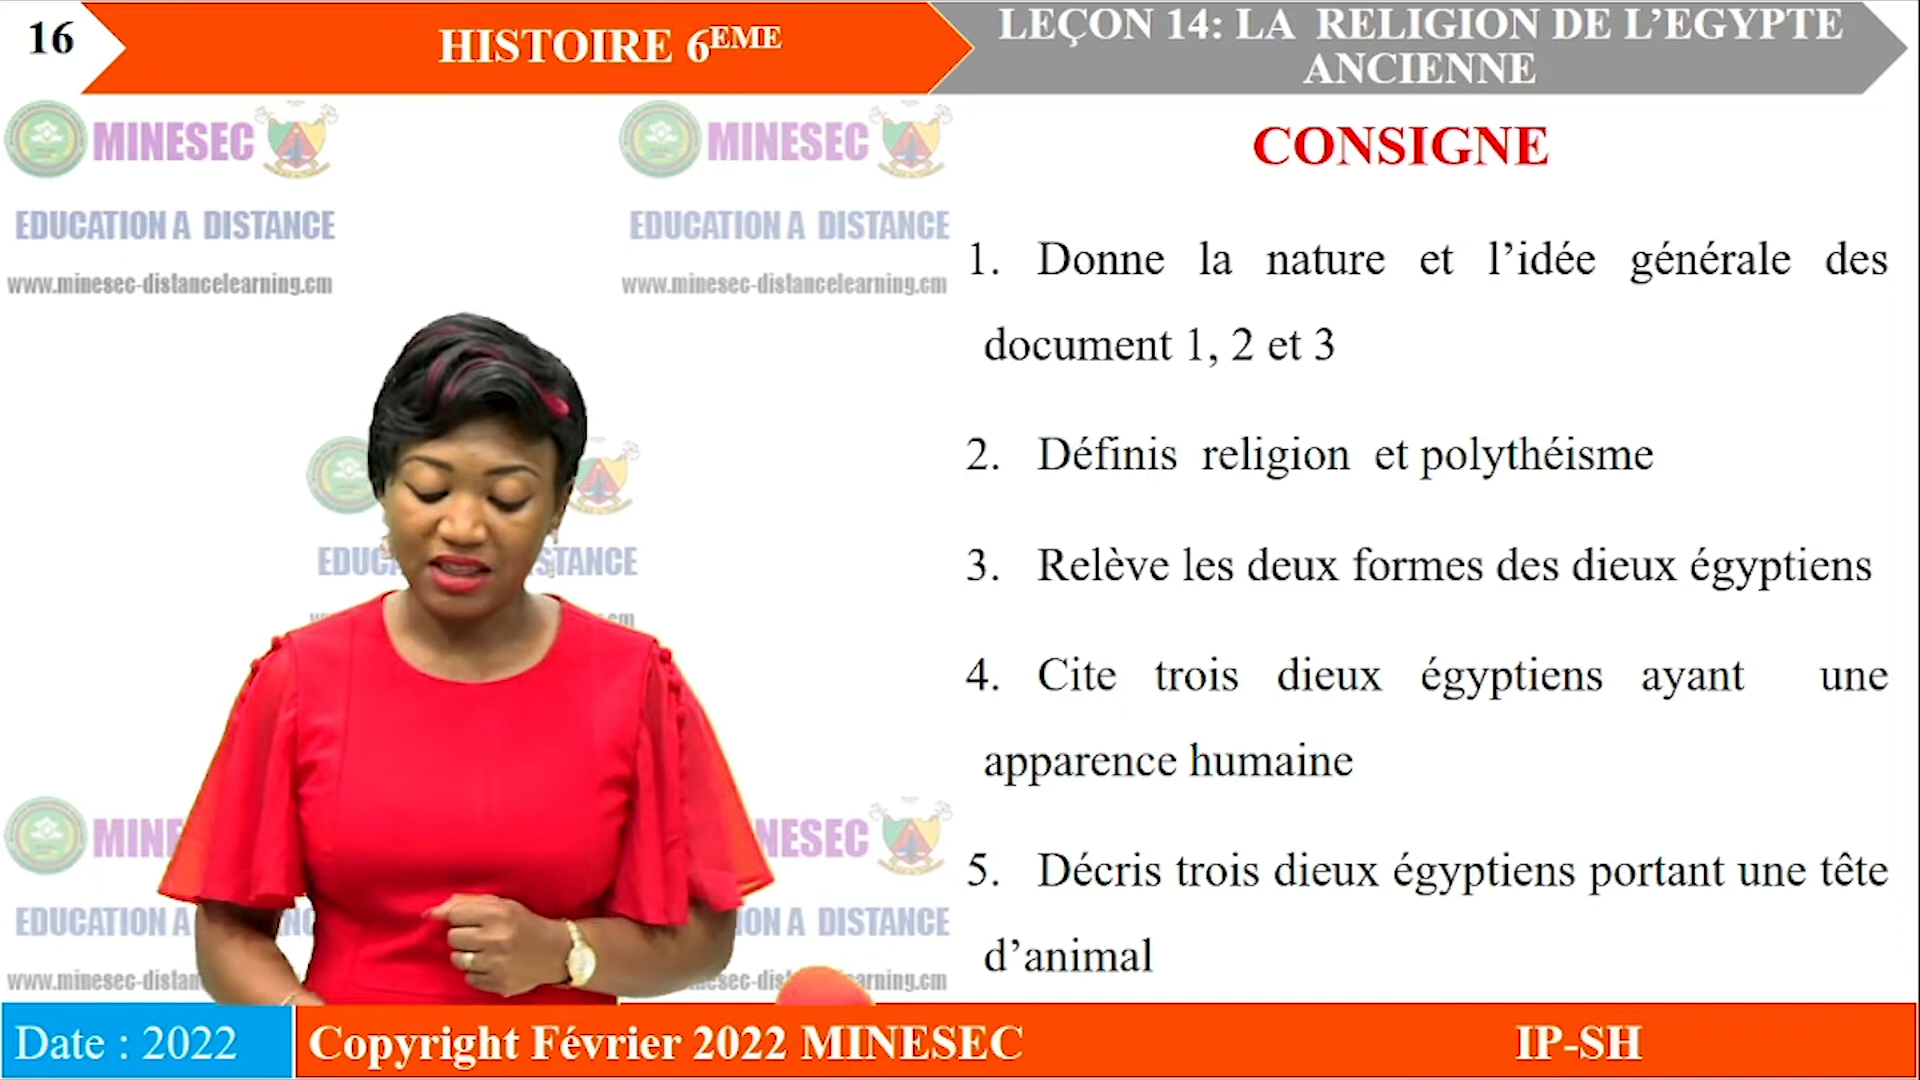 16
HISTOIRE 6EME
LEÇON 14: LA RELIGION DE L’EGYPTE
ANCIENNE
MINESEC
EDUCATION A DISTANCE
www.minesec-distancelearning.cm
MINESEC
EDUCATION A DISTANCE
www.minesec-distancelearning.cm
CONSIGNE
1. Donne la nature et l’idée générale des
document 1, 2 et 3
2. Définis religion et polythéisme
3. Relève les deux formes des dieux égyptiens
4. Cite trois dieux égyptiens ayant une
apparence humaine
5. Décris trois dieux égyptiens portant une tête
d’animal
Date : 2022
Copyright Février 2022 MINESEC
IP-SH